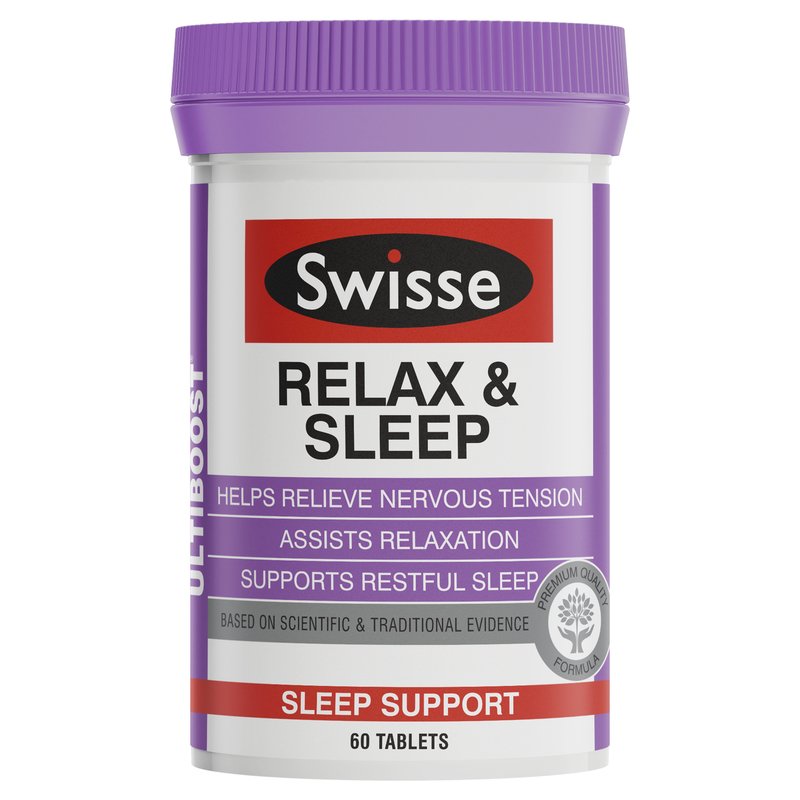 Swisse
RELAX &
SLEEP
ULTIBOOST
HELPS RELIEVE NERVOUS TENSION
ASSISTS RELAXATION
SUPPORTS RESTFUL SLEEP
BASED ON SCIENTIFIC & TRADITIONAL EVIDENCE
PREMIUM QUALITY
FORMULA
SLEEP SUPPORT
60 TABLETS